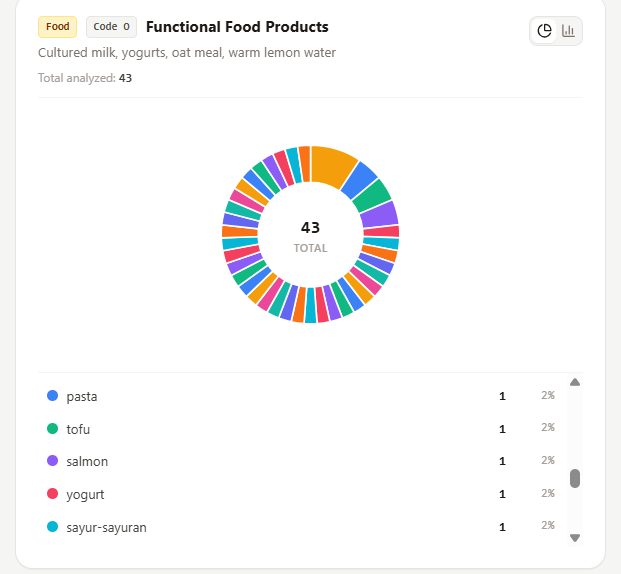 Food Code O Functional Food Products
Cultured milk, yogurts, oat meal, warm lemon water
Total analyzed: 43
43
TOTAL
pasta 1 2%
tofu 1 2%
salmon 1 2%
yogurt 1 2%
sayur-sayuran 1 2%